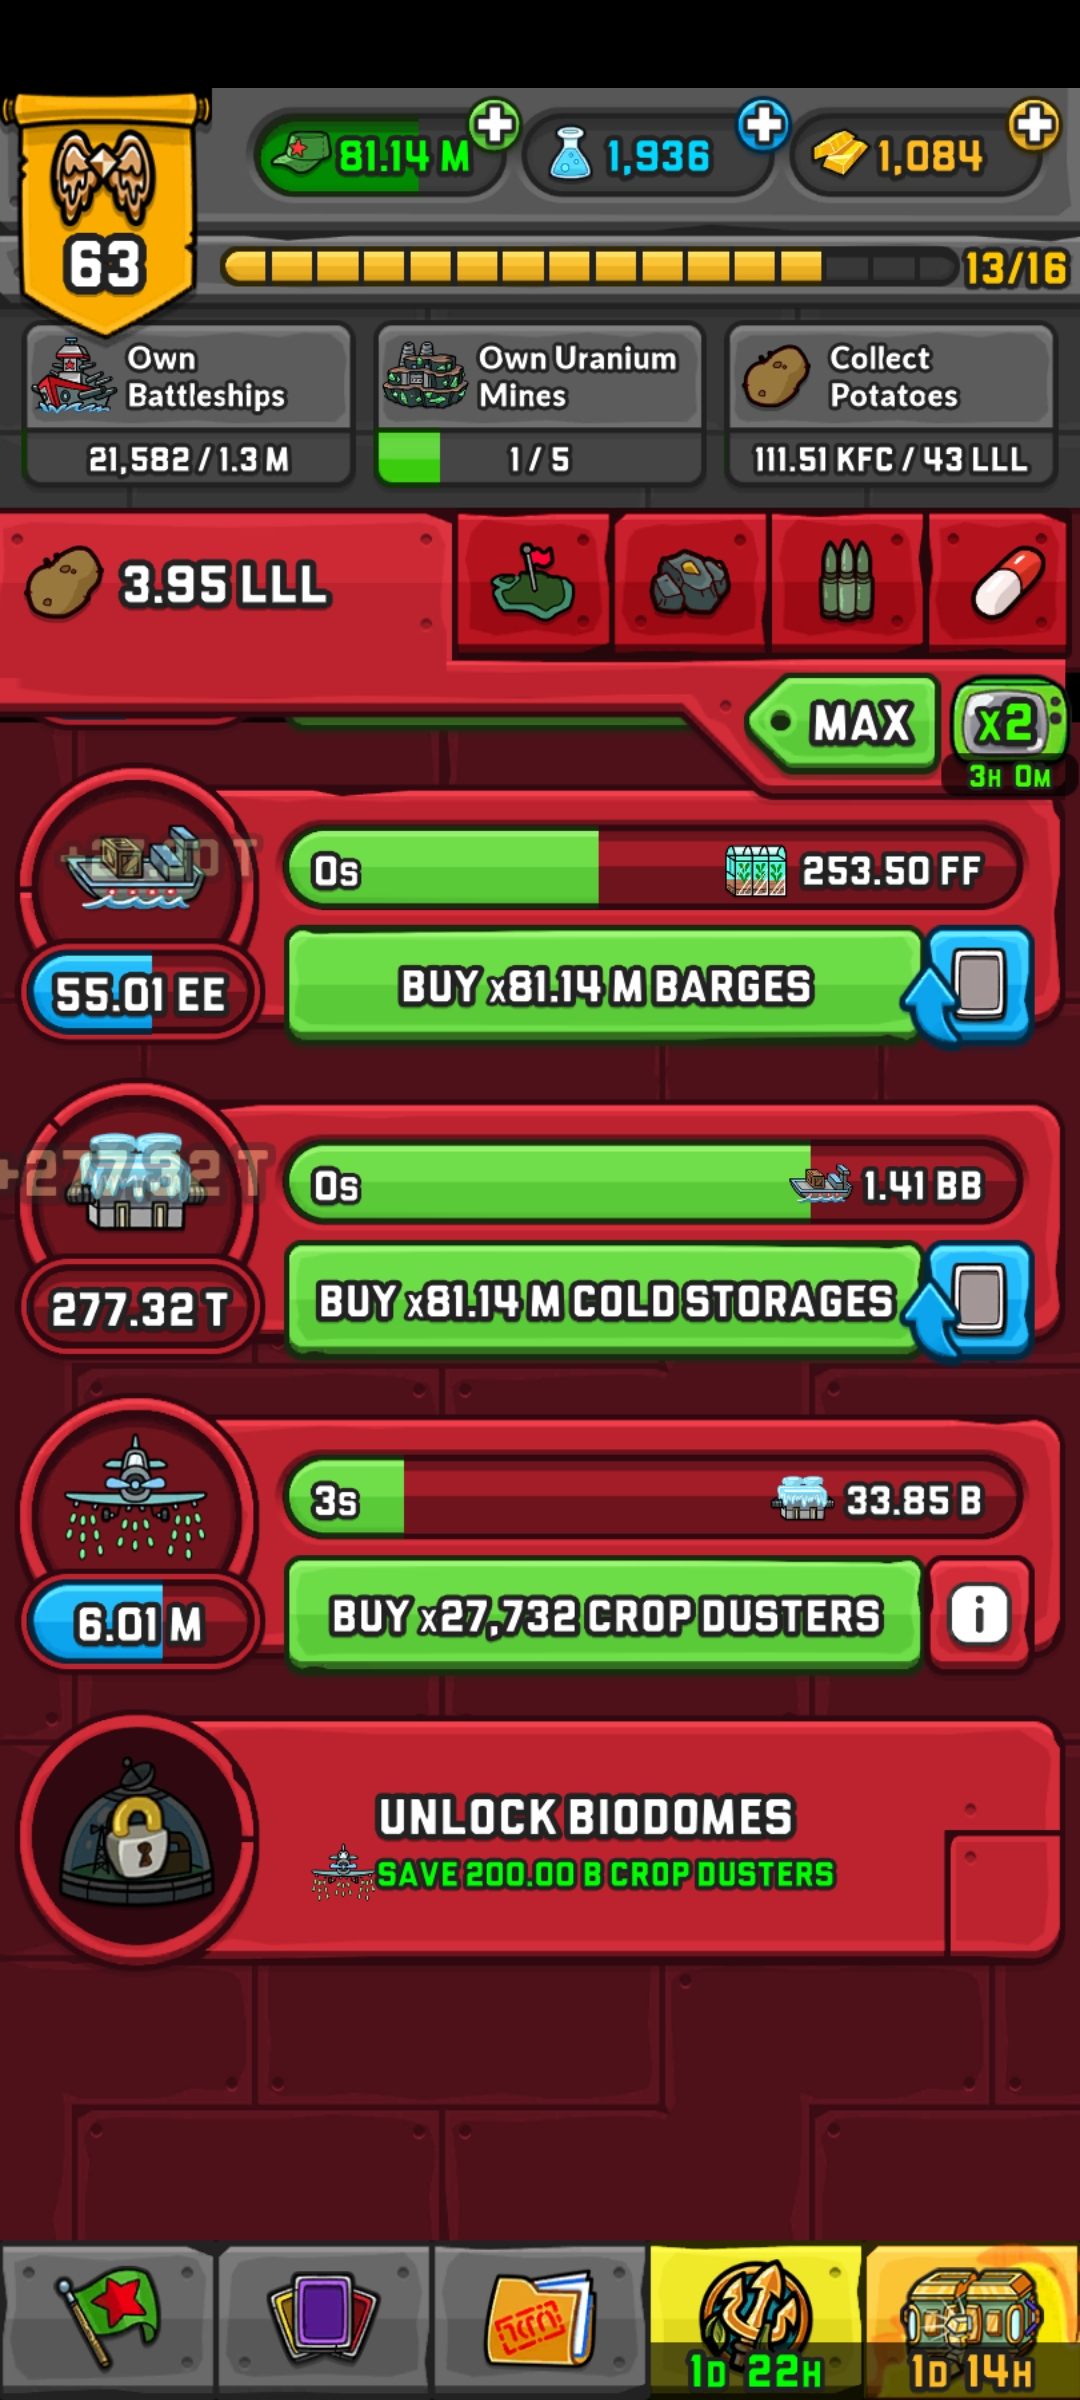 63
81.14 M
1,936
1,084
13/16
Own Battleships
21,582 / 1.3 M
Own Uranium Mines
1 / 5
Collect Potatoes
111.51 KFC / 43 LLL
3.95 LLL
MAX
x2
3H 0M
0s
253.50 FF
55.01 EE
BUY x81.14 M BARGES
+277.32 T
0s
1.41 BB
277.32 T
BUY x81.14 M COLD STORAGES
3s
33.85 B
6.01 M
BUY x27,732 CROP DUSTERS
i
UNLOCK BIODOMES
SAVE 200.00 B CROP DUSTERS
1D 22H
1D 14H